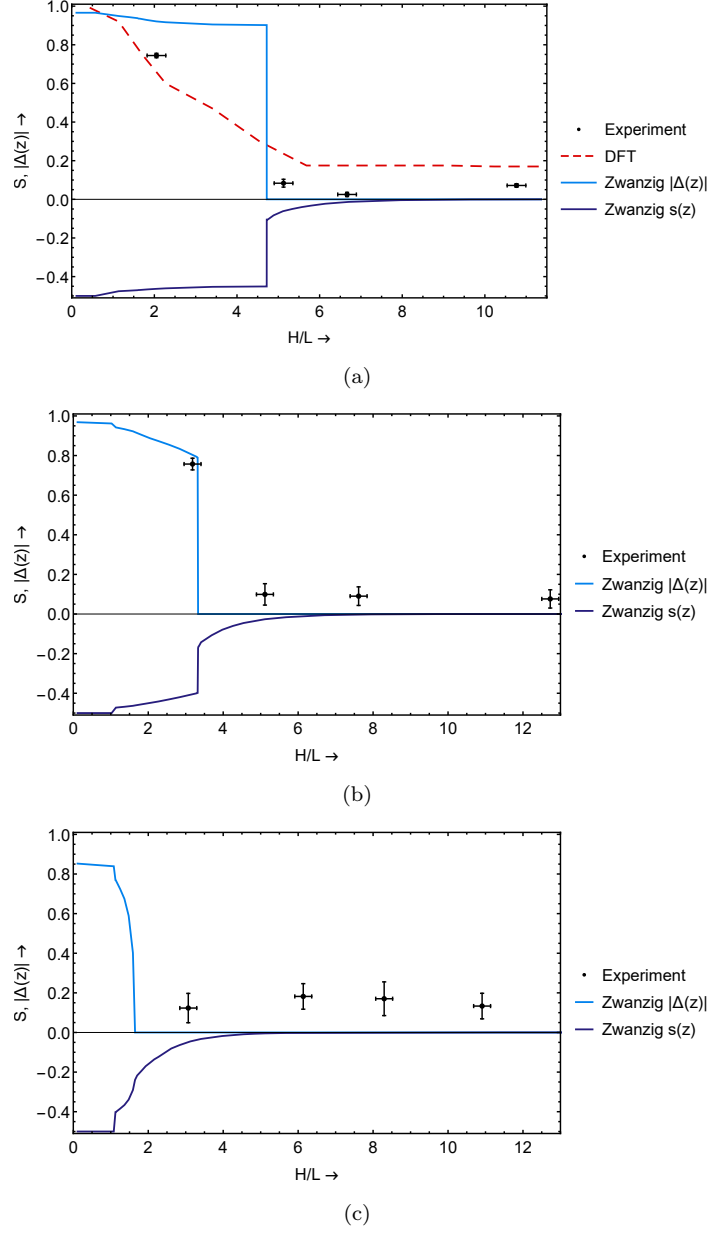 1.0
0.8
0.6
0.4
0.2
0.0
−0.2
−0.4
S, |Δ(z)| →
0 2 4 6 8 10
H/L →
Experiment
DFT
Zwanzig |Δ(z)|
Zwanzig s(z)
(a)
1.0
0.8
0.6
0.4
0.2
0.0
−0.2
−0.4
S, |Δ(z)| →
0 2 4 6 8 10 12
H/L →
Experiment
Zwanzig |Δ(z)|
Zwanzig s(z)
(b)
1.0
0.8
0.6
0.4
0.2
0.0
−0.2
−0.4
S, |Δ(z)| →
0 2 4 6 8 10 12
H/L →
Experiment
Zwanzig |Δ(z)|
Zwanzig s(z)
(c)